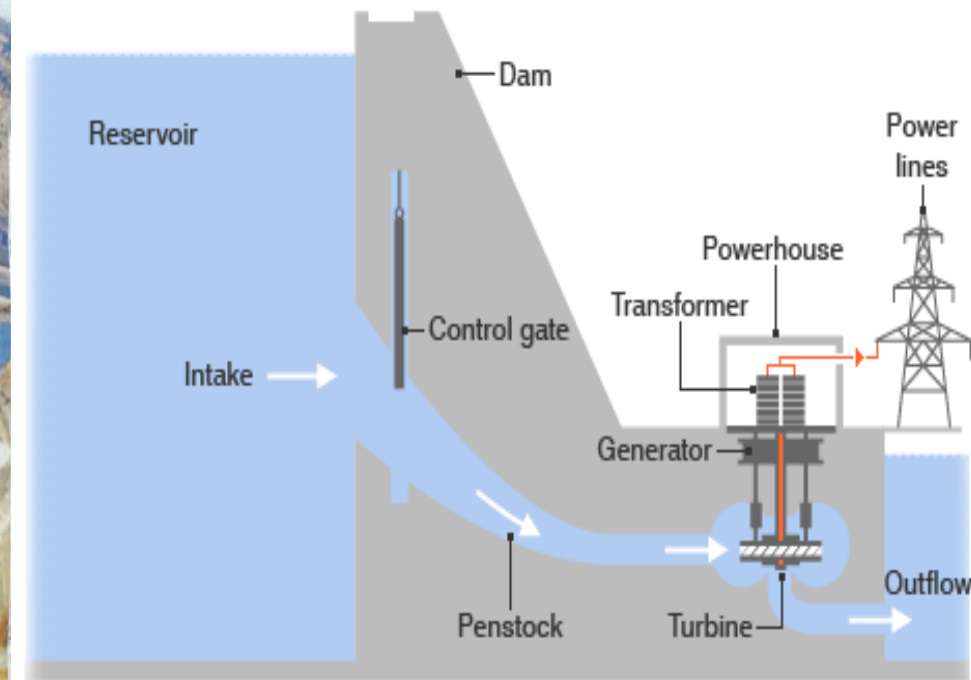 Dam
Reservoir
Power
lines
Powerhouse
Transformer
Control gate
Intake
Generator
Outflow
Penstock
Turbine